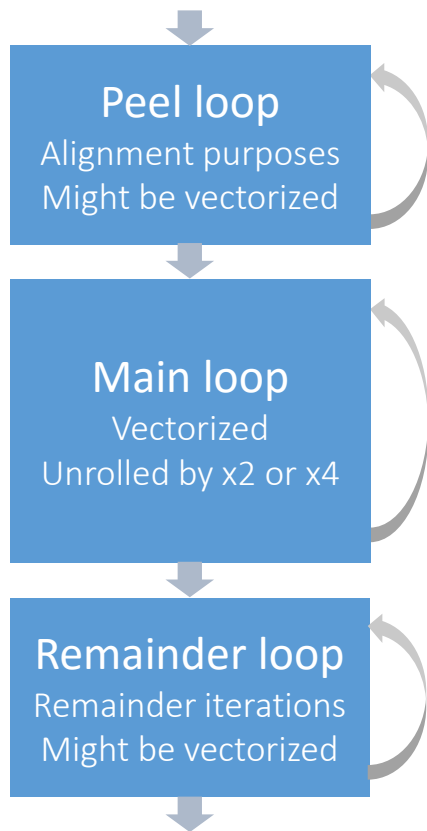 Peel loop
Alignment purposes
Might be vectorized
Main loop
Vectorized
Unrolled by x2 or x4
Remainder loop
Remainder iterations
Might be vectorized